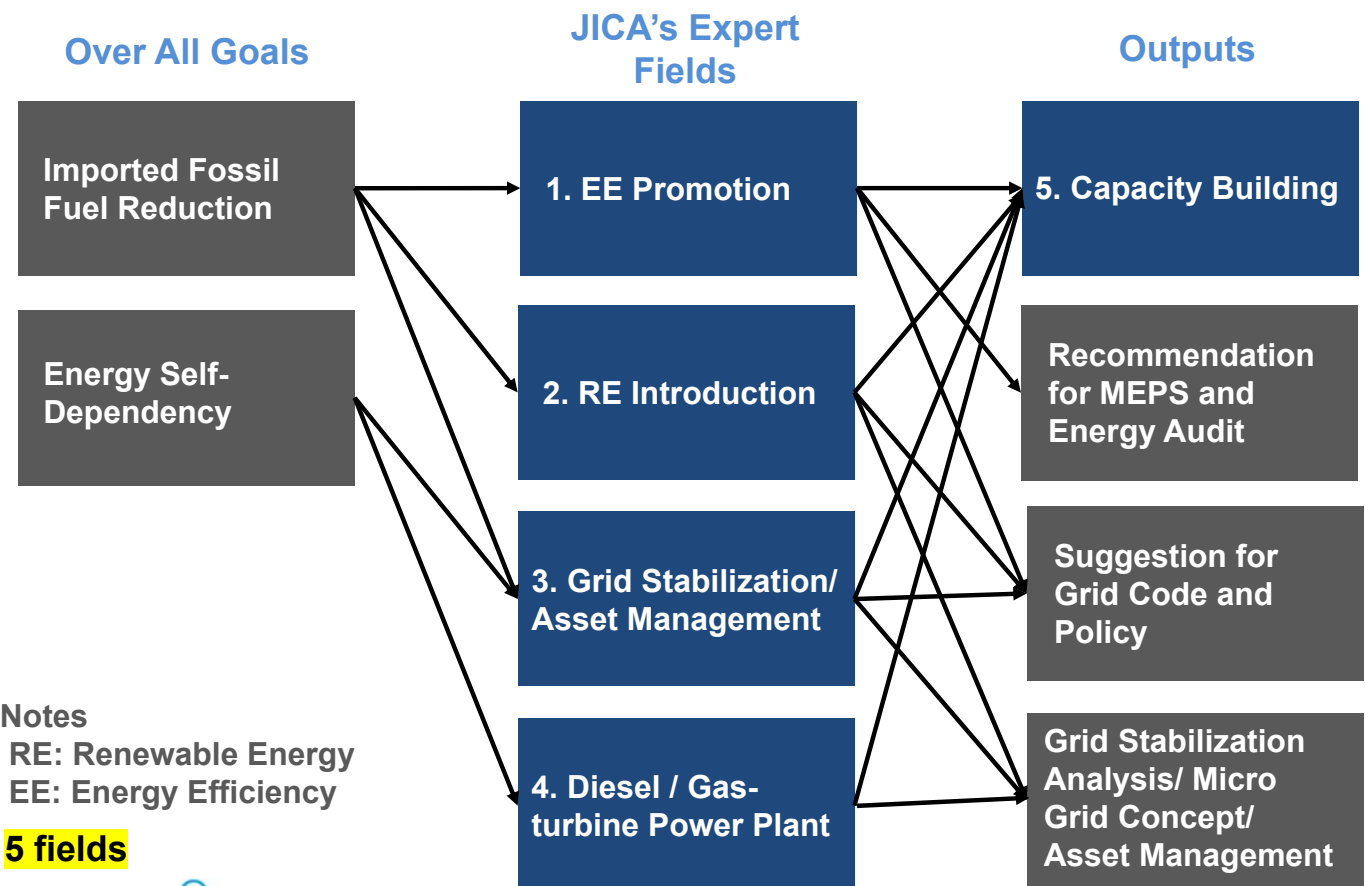 Over All Goals
JICA's Expert
Fields
Outputs
Imported Fossil
Fuel Reduction
Energy Self-
Dependency
1. EE Promotion
2. RE Introduction
3. Grid Stabilization/
Asset Management
4. Diesel / Gas-
turbine Power Plant
5. Capacity Building
Recommendation
for MEPS and
Energy Audit
Suggestion for
Grid Code and
Policy
Grid Stabilization
Analysis/ Micro
Grid Concept/
Asset Management
Notes
RE: Renewable Energy
EE: Energy Efficiency
5 fields